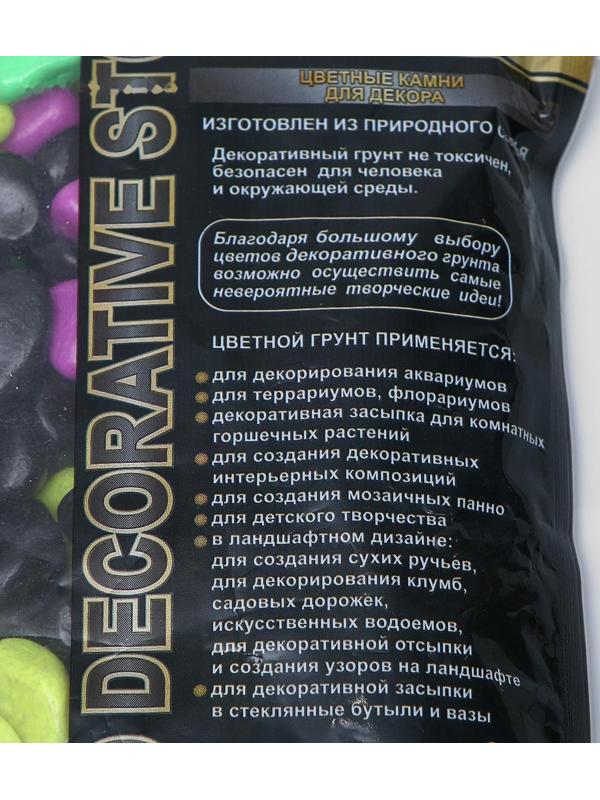 DECORATIVE
ЦВЕТНЫЕ КАМНИ
ДЛЯ ДЕКОРА
ИЗГОТОВЛЕН ИЗ ПРИРОДНОГО
Декоративный грунт не токсичен,
безопасен для человека
и окружающей среды.
Благодаря большому выбору
цветов декоративного грунта
возможно осуществить самые
невероятные творческие идеи!
ЦВЕТНОЙ ГРУНТ ПРИМЕНЯЕТСЯ:
для декорирования аквариумов
для террариумов, флорариумов
декоративная засыпка для комнатных
горшечных растений
для создания декоративных
интерьерных композиций
для создания мозаичных панно
для детского творчества
в ландшафтном дизайне:
для создания сухих ручьёв,
для декорирования клумб,
садовых дорожек,
искусственных водоемов,
для декоративной отсыпки
и создания узоров на ландшафте
для декоративной засыпки
в стеклянные бутыли и вазы